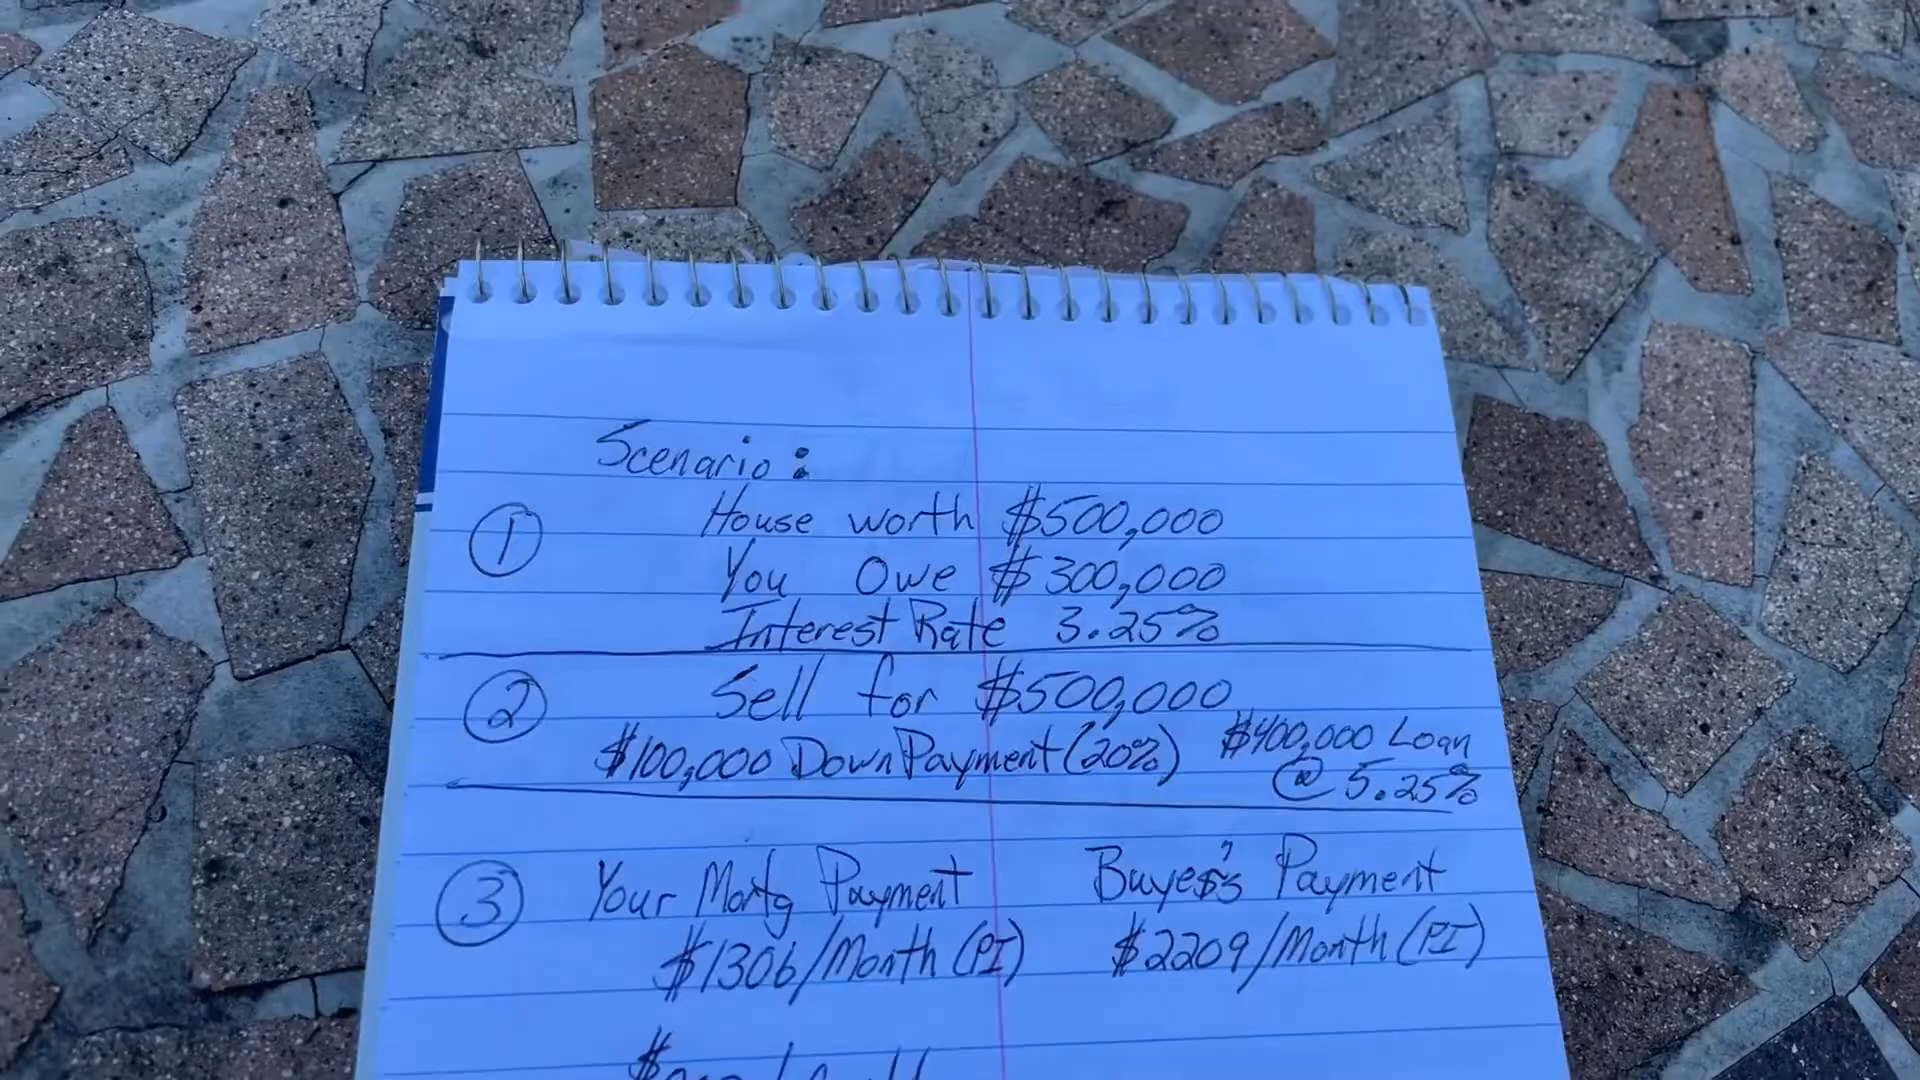 Scenario:
① House worth $500,000
You Owe $300,000
Interest Rate 3.25%
② Sell for $500,000
$100,000 Down Payment (20%) $400,000 Loan
@ 5.25%
③ Your Mortg Payment Buyer's Payment
$1306/Month (PI) $2209/Month (PI)
$